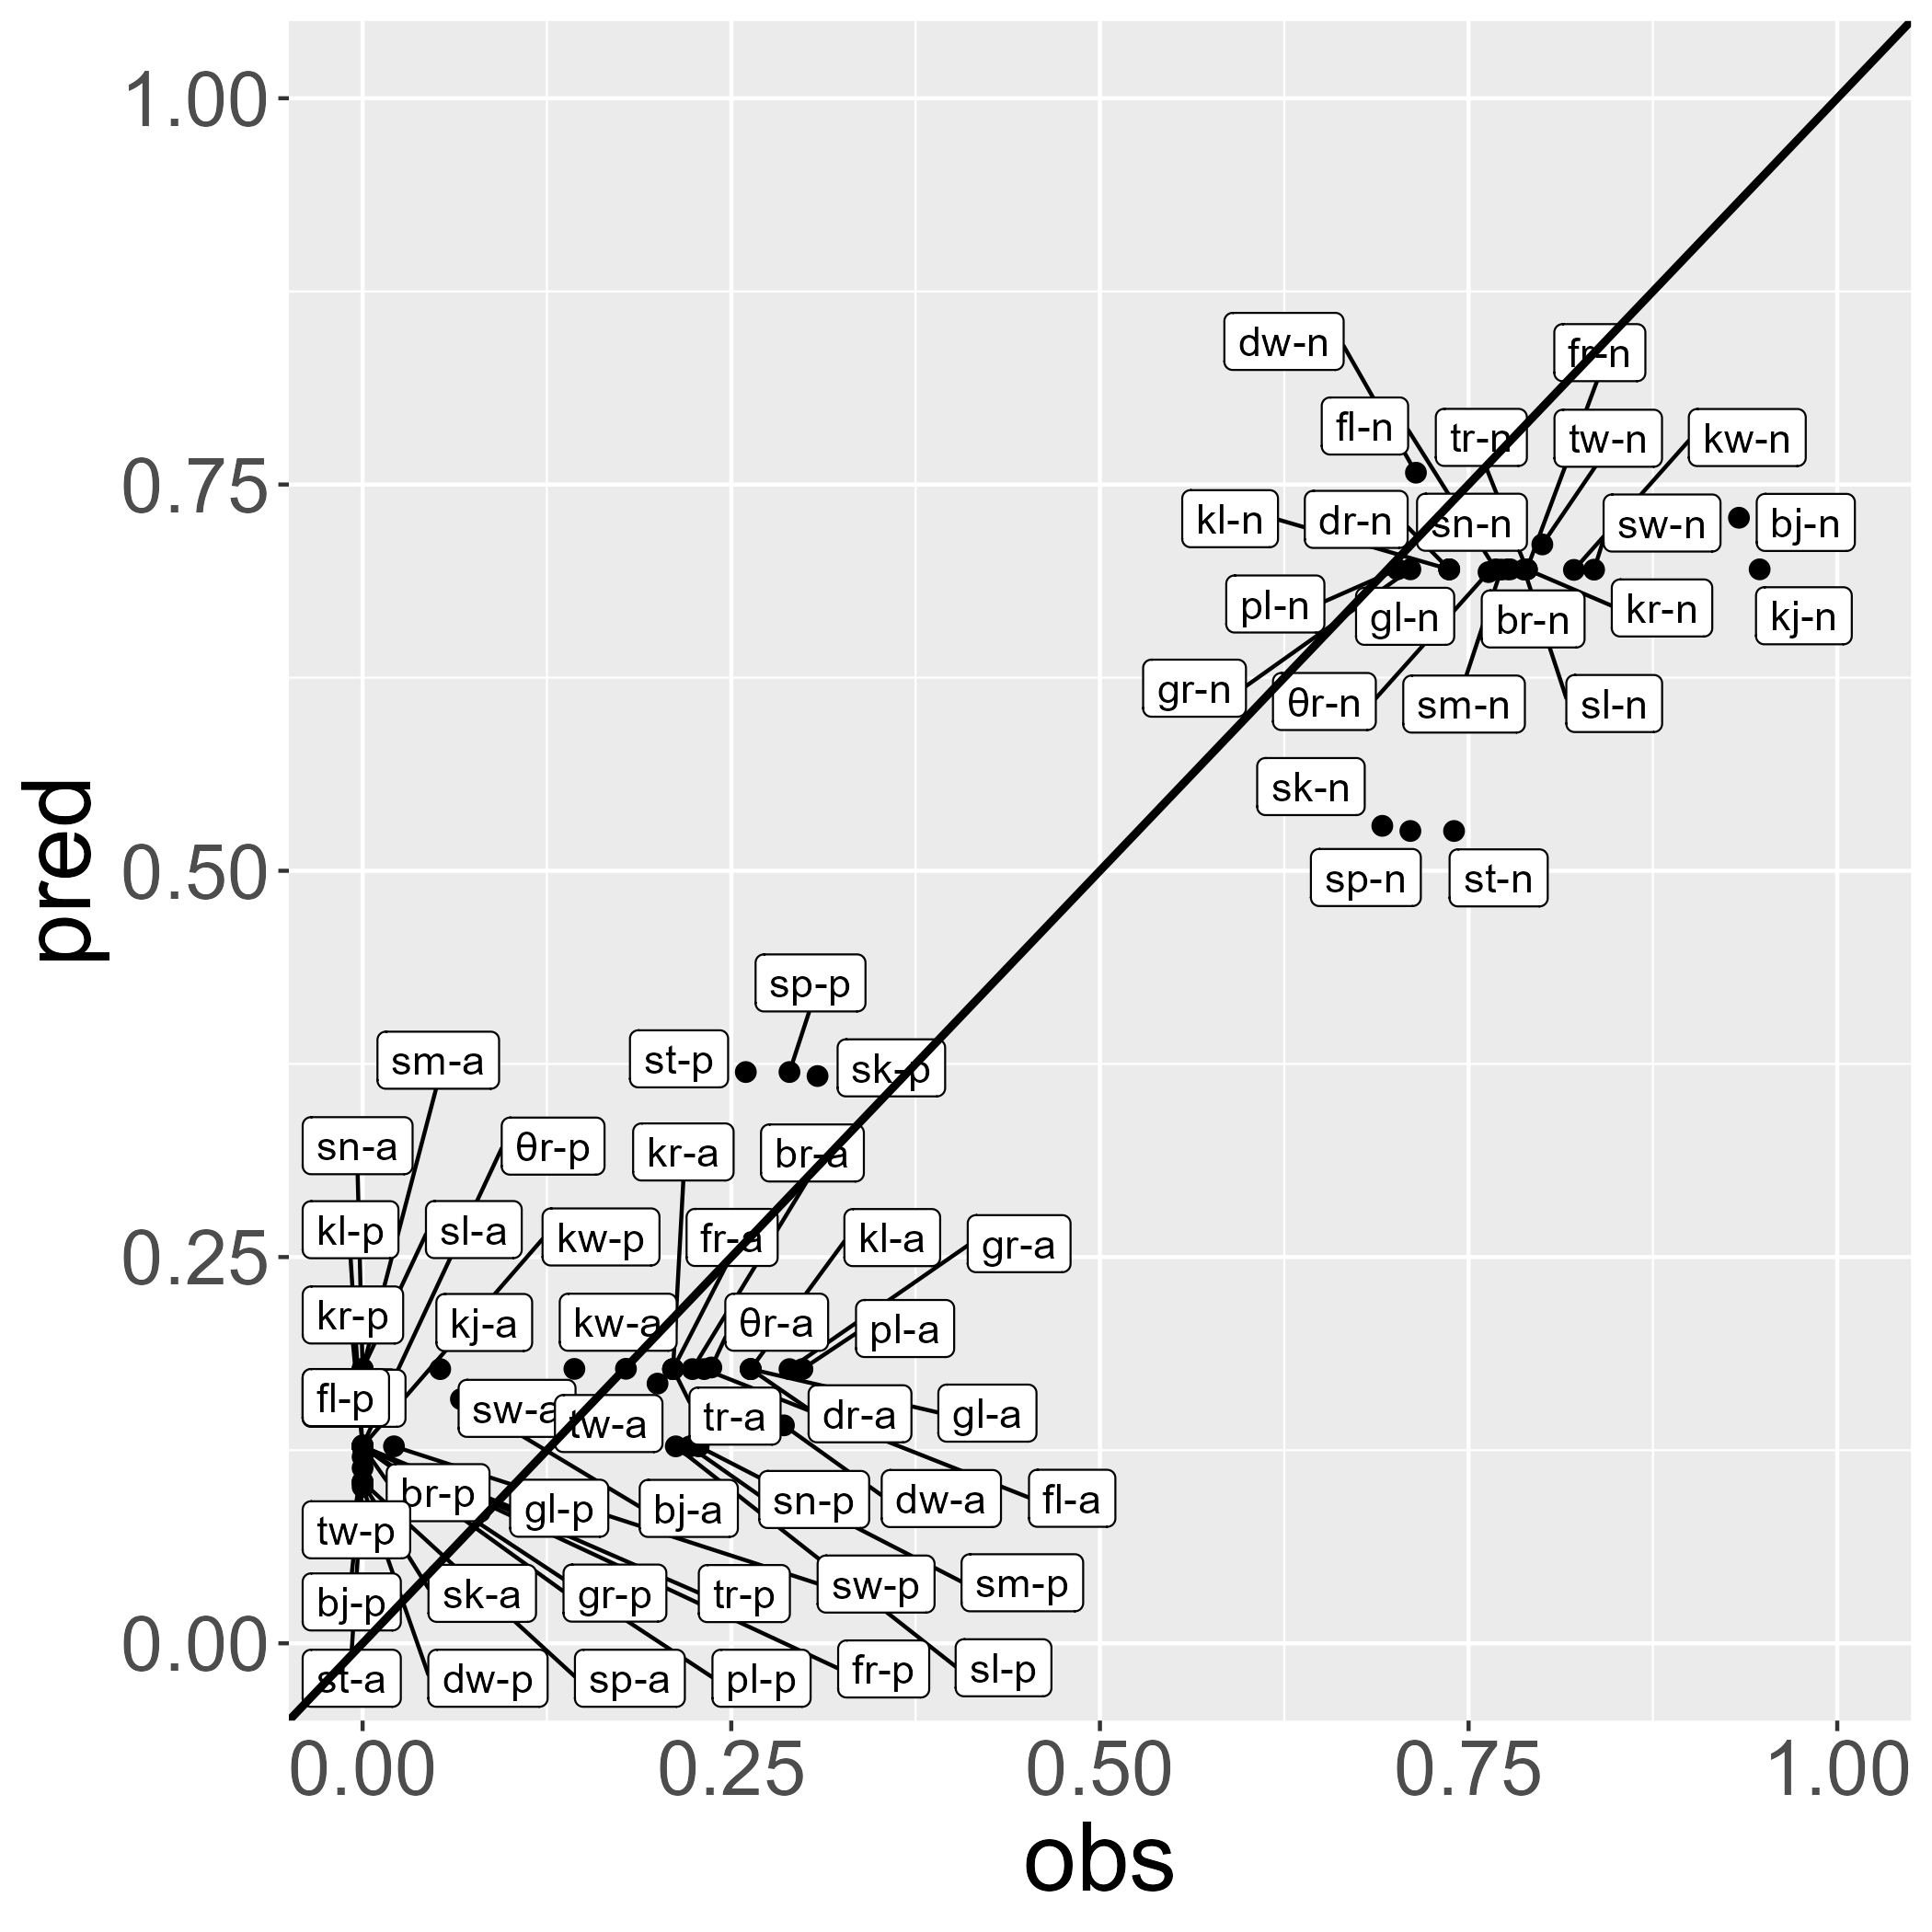 1.00
0.75
0.50
0.25
0.00
pred
dw-n
fr-n
fl-n
tr-n
tw-n
kw-n
kl-n
dr-n
sn-n
sw-n
bj-n
pl-n
gl-n
br-n
kr-n
kj-n
gr-n
θr-n
sm-n
sl-n
sk-n
sp-n
st-n
sp-p
sm-a
st-p
sk-p
sn-a
θr-p
kr-a
br-a
kl-p
sl-a
kw-p
fr-a
kl-a
gr-a
kr-p
kj-a
kw-a
θr-a
pl-a
fl-p
sw-a
tw-a
tr-a
dr-a
gl-a
br-p
gl-p
bj-a
sn-p
dw-a
fl-a
tw-p
bj-p
sk-a
gr-p
tr-p
sw-p
sm-p
st-a
dw-p
sp-a
pl-p
fr-p
sl-p
0.00
0.25
0.50
0.75
1.00
obs